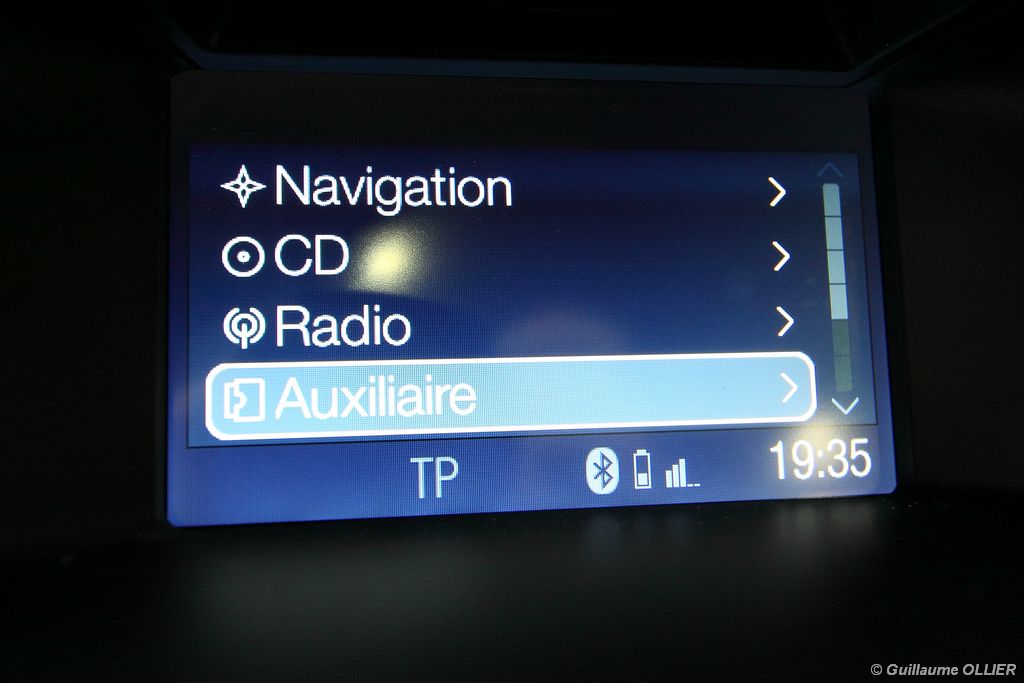 Navigation
CD
Radio
Auxiliaire
TP 19:35
© Guillaume OLLIER